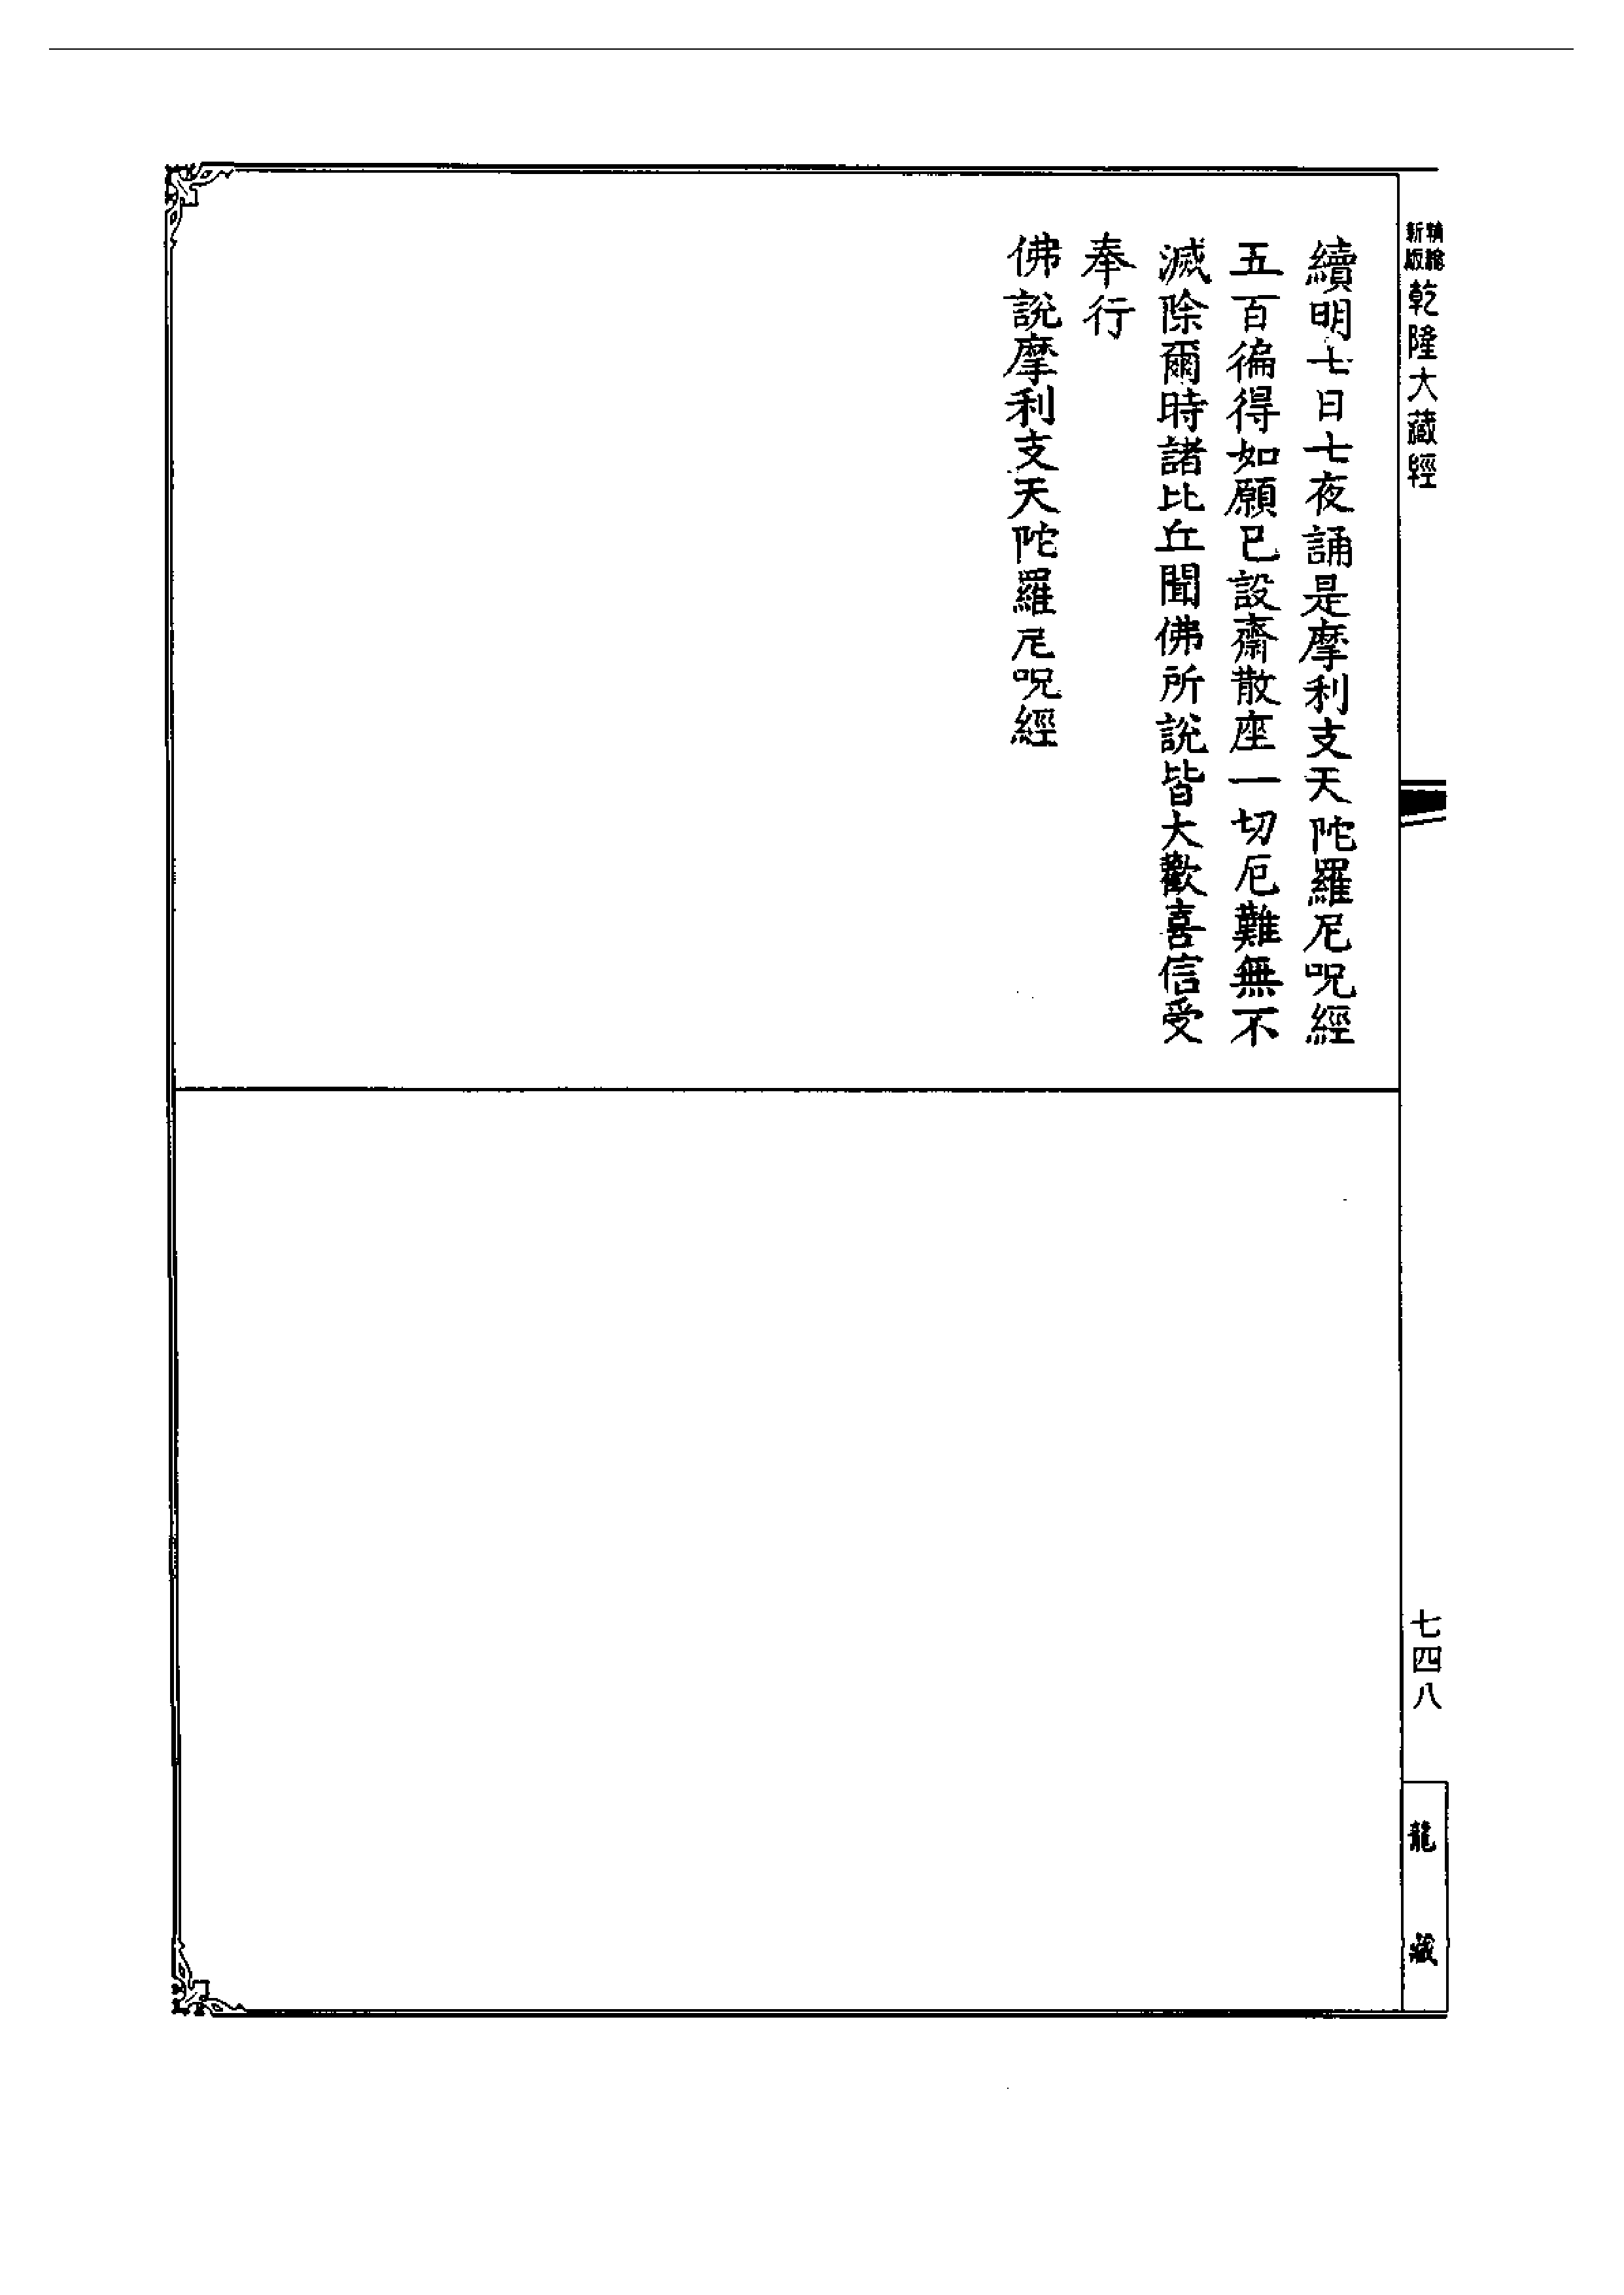 新版
乾隆大藏經
續明七日七夜誦是摩利支天陀羅尼呪經
五百徧得如願已設齋散座一切厄難無不
滅除爾時諸比丘聞佛所說皆大歡喜信受
奉行
佛說摩利支天陀羅尼呪經
七四八
龍藏